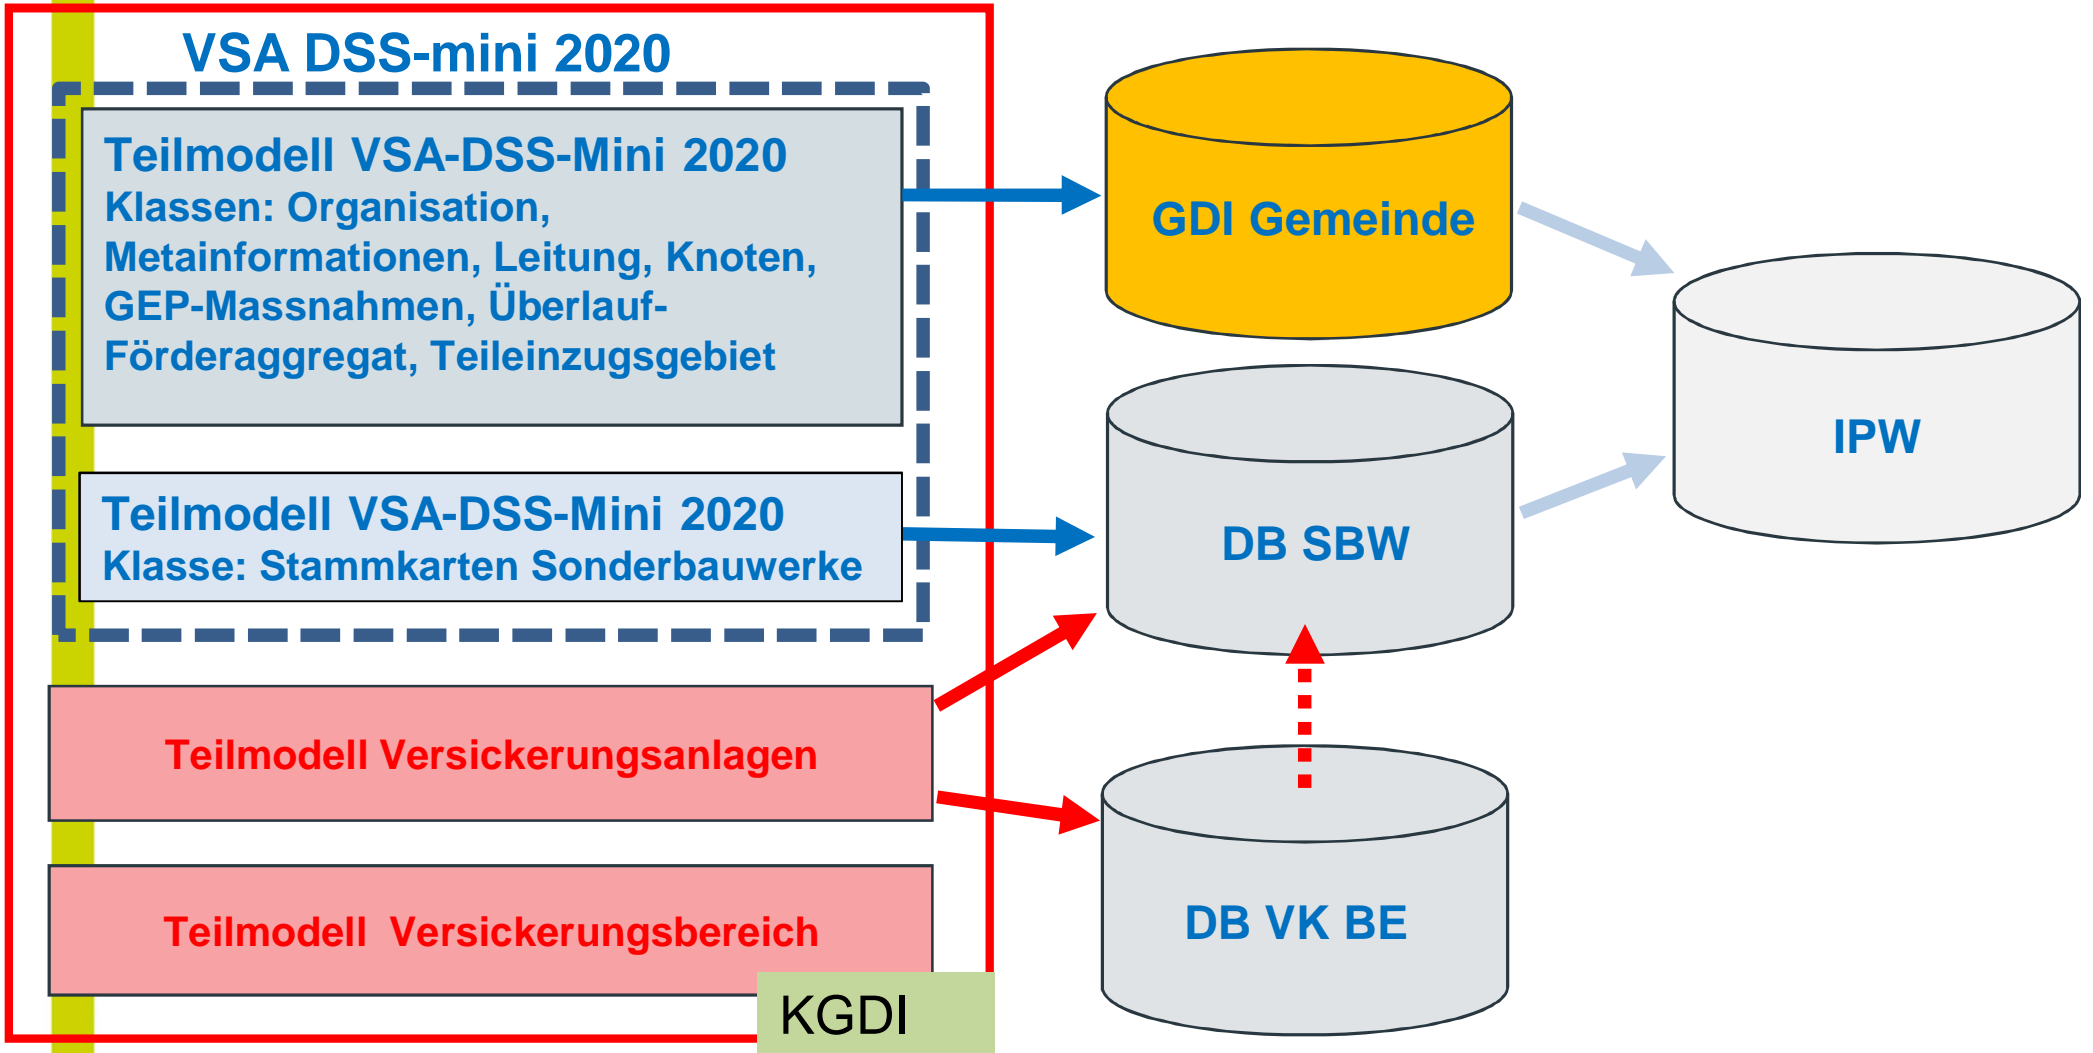 VSA DSS-mini 2020
Teilmodell VSA-DSS-Mini 2020
Klassen: Organisation,
Metainformationen, Leitung, Knoten,
GEP-Massnahmen, Überlauf-
Förderaggregat, Teileinzugsgebiet
Teilmodell VSA-DSS-Mini 2020
Klasse: Stammkarten Sonderbauwerke
Teilmodell Versickerungsanlagen
Teilmodell Versickerungsbereich
KGDI
GDI Gemeinde
DB SBW
DB VK BE
IPW